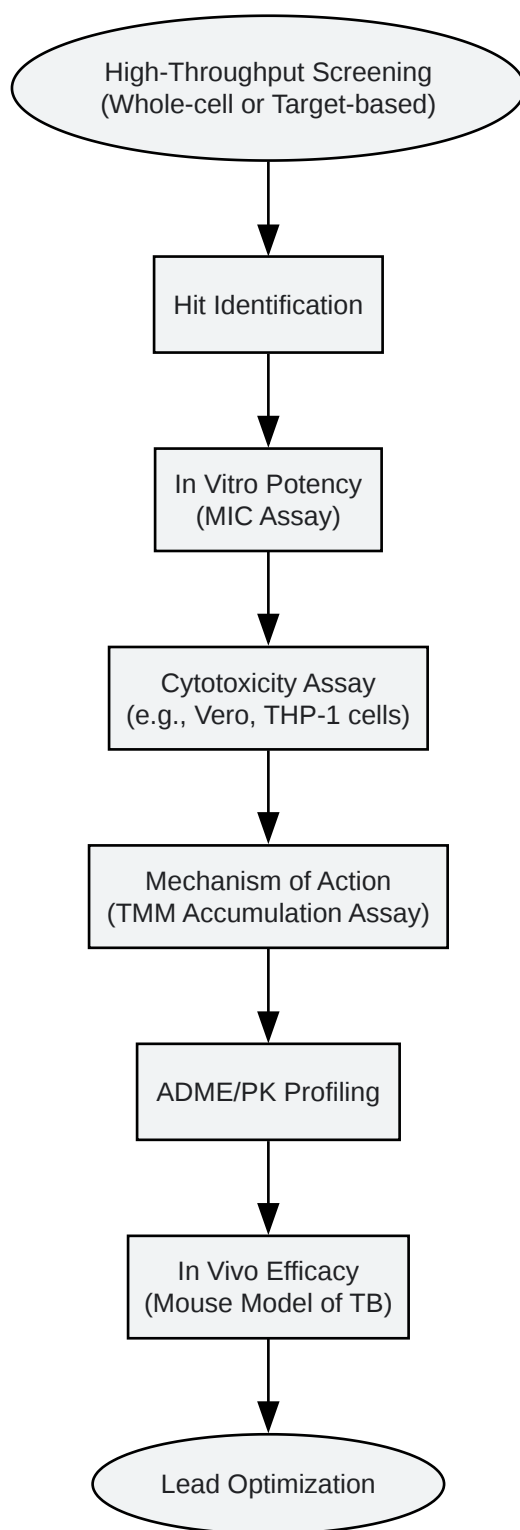 High-Throughput Screening
(Whole-cell or Target-based)
Hit Identification
In Vitro Potency
(MIC Assay)
Cytotoxicity Assay
(e.g., Vero, THP-1 cells)
Mechanism of Action
(TMM Accumulation Assay)
ADME/PK Profiling
In Vivo Efficacy
(Mouse Model of TB)
Lead Optimization